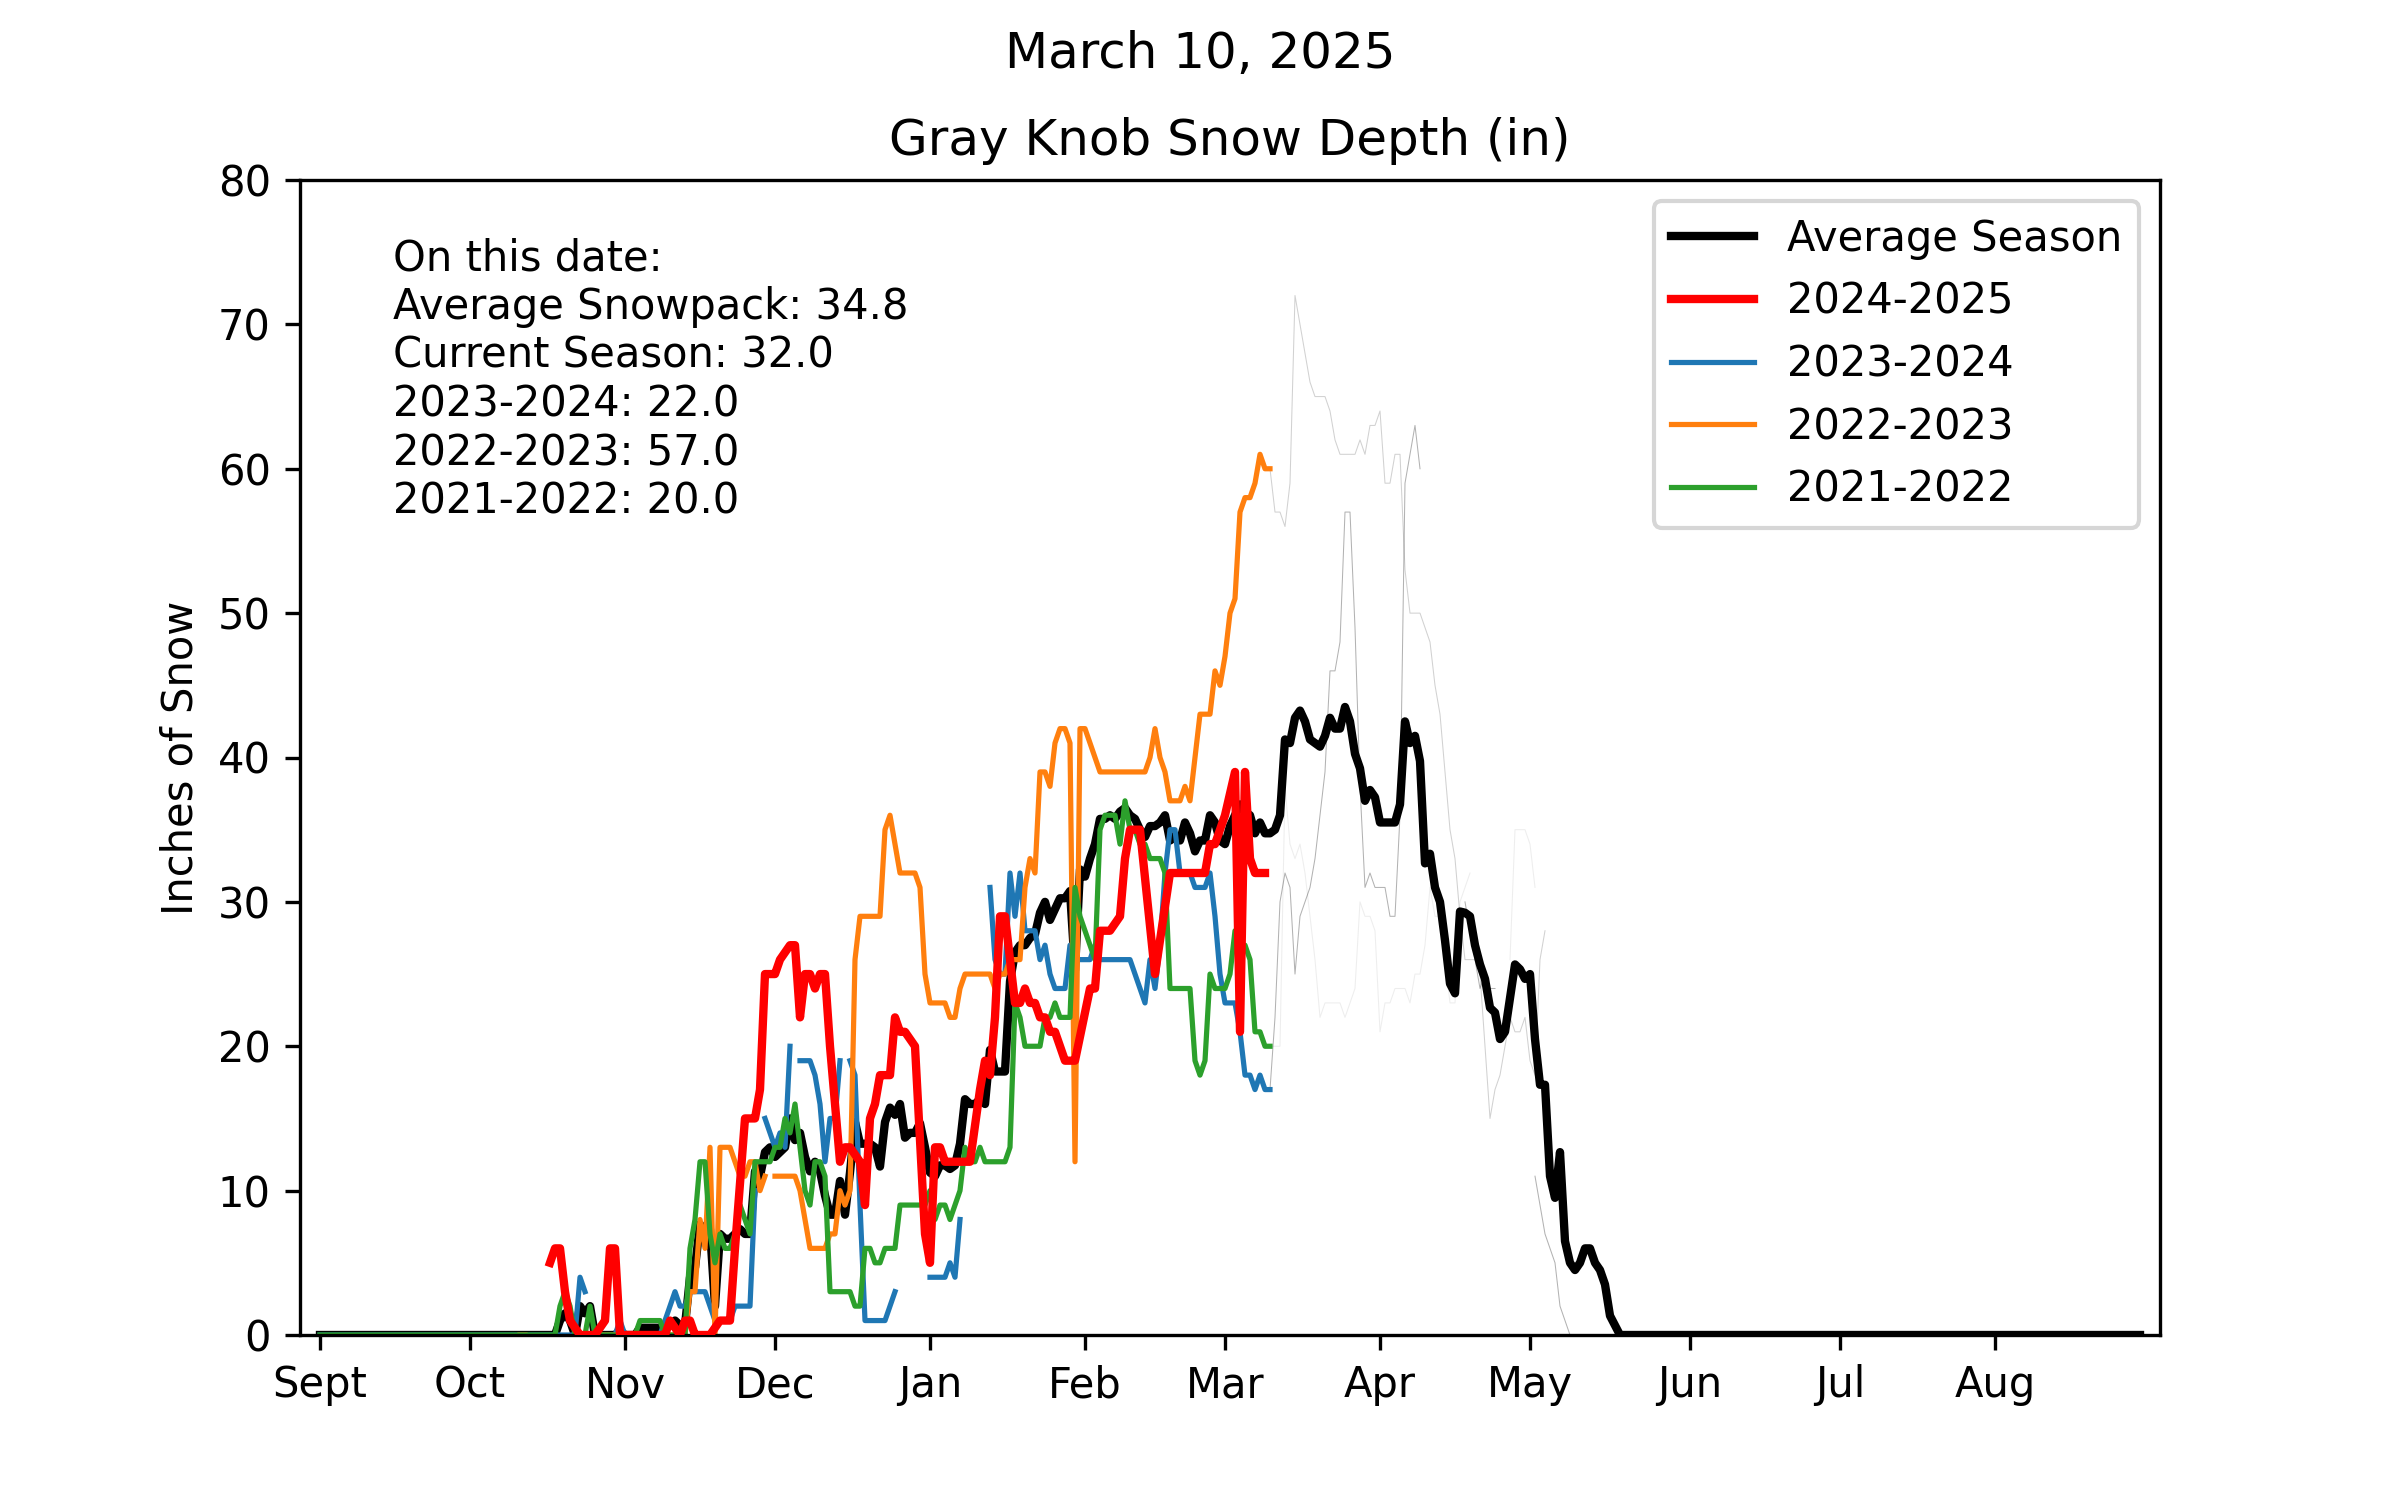 March 10, 2025
Gray Knob Snow Depth (in)
80
70
60
50
40
30
20
10
0
Inches of Snow
On this date:
Average Snowpack: 34.8
Current Season: 32.0
2023-2024: 22.0
2022-2023: 57.0
2021-2022: 20.0
Average Season
2024-2025
2023-2024
2022-2023
2021-2022
Sept Oct Nov Dec Jan Feb Mar Apr May Jun Jul Aug